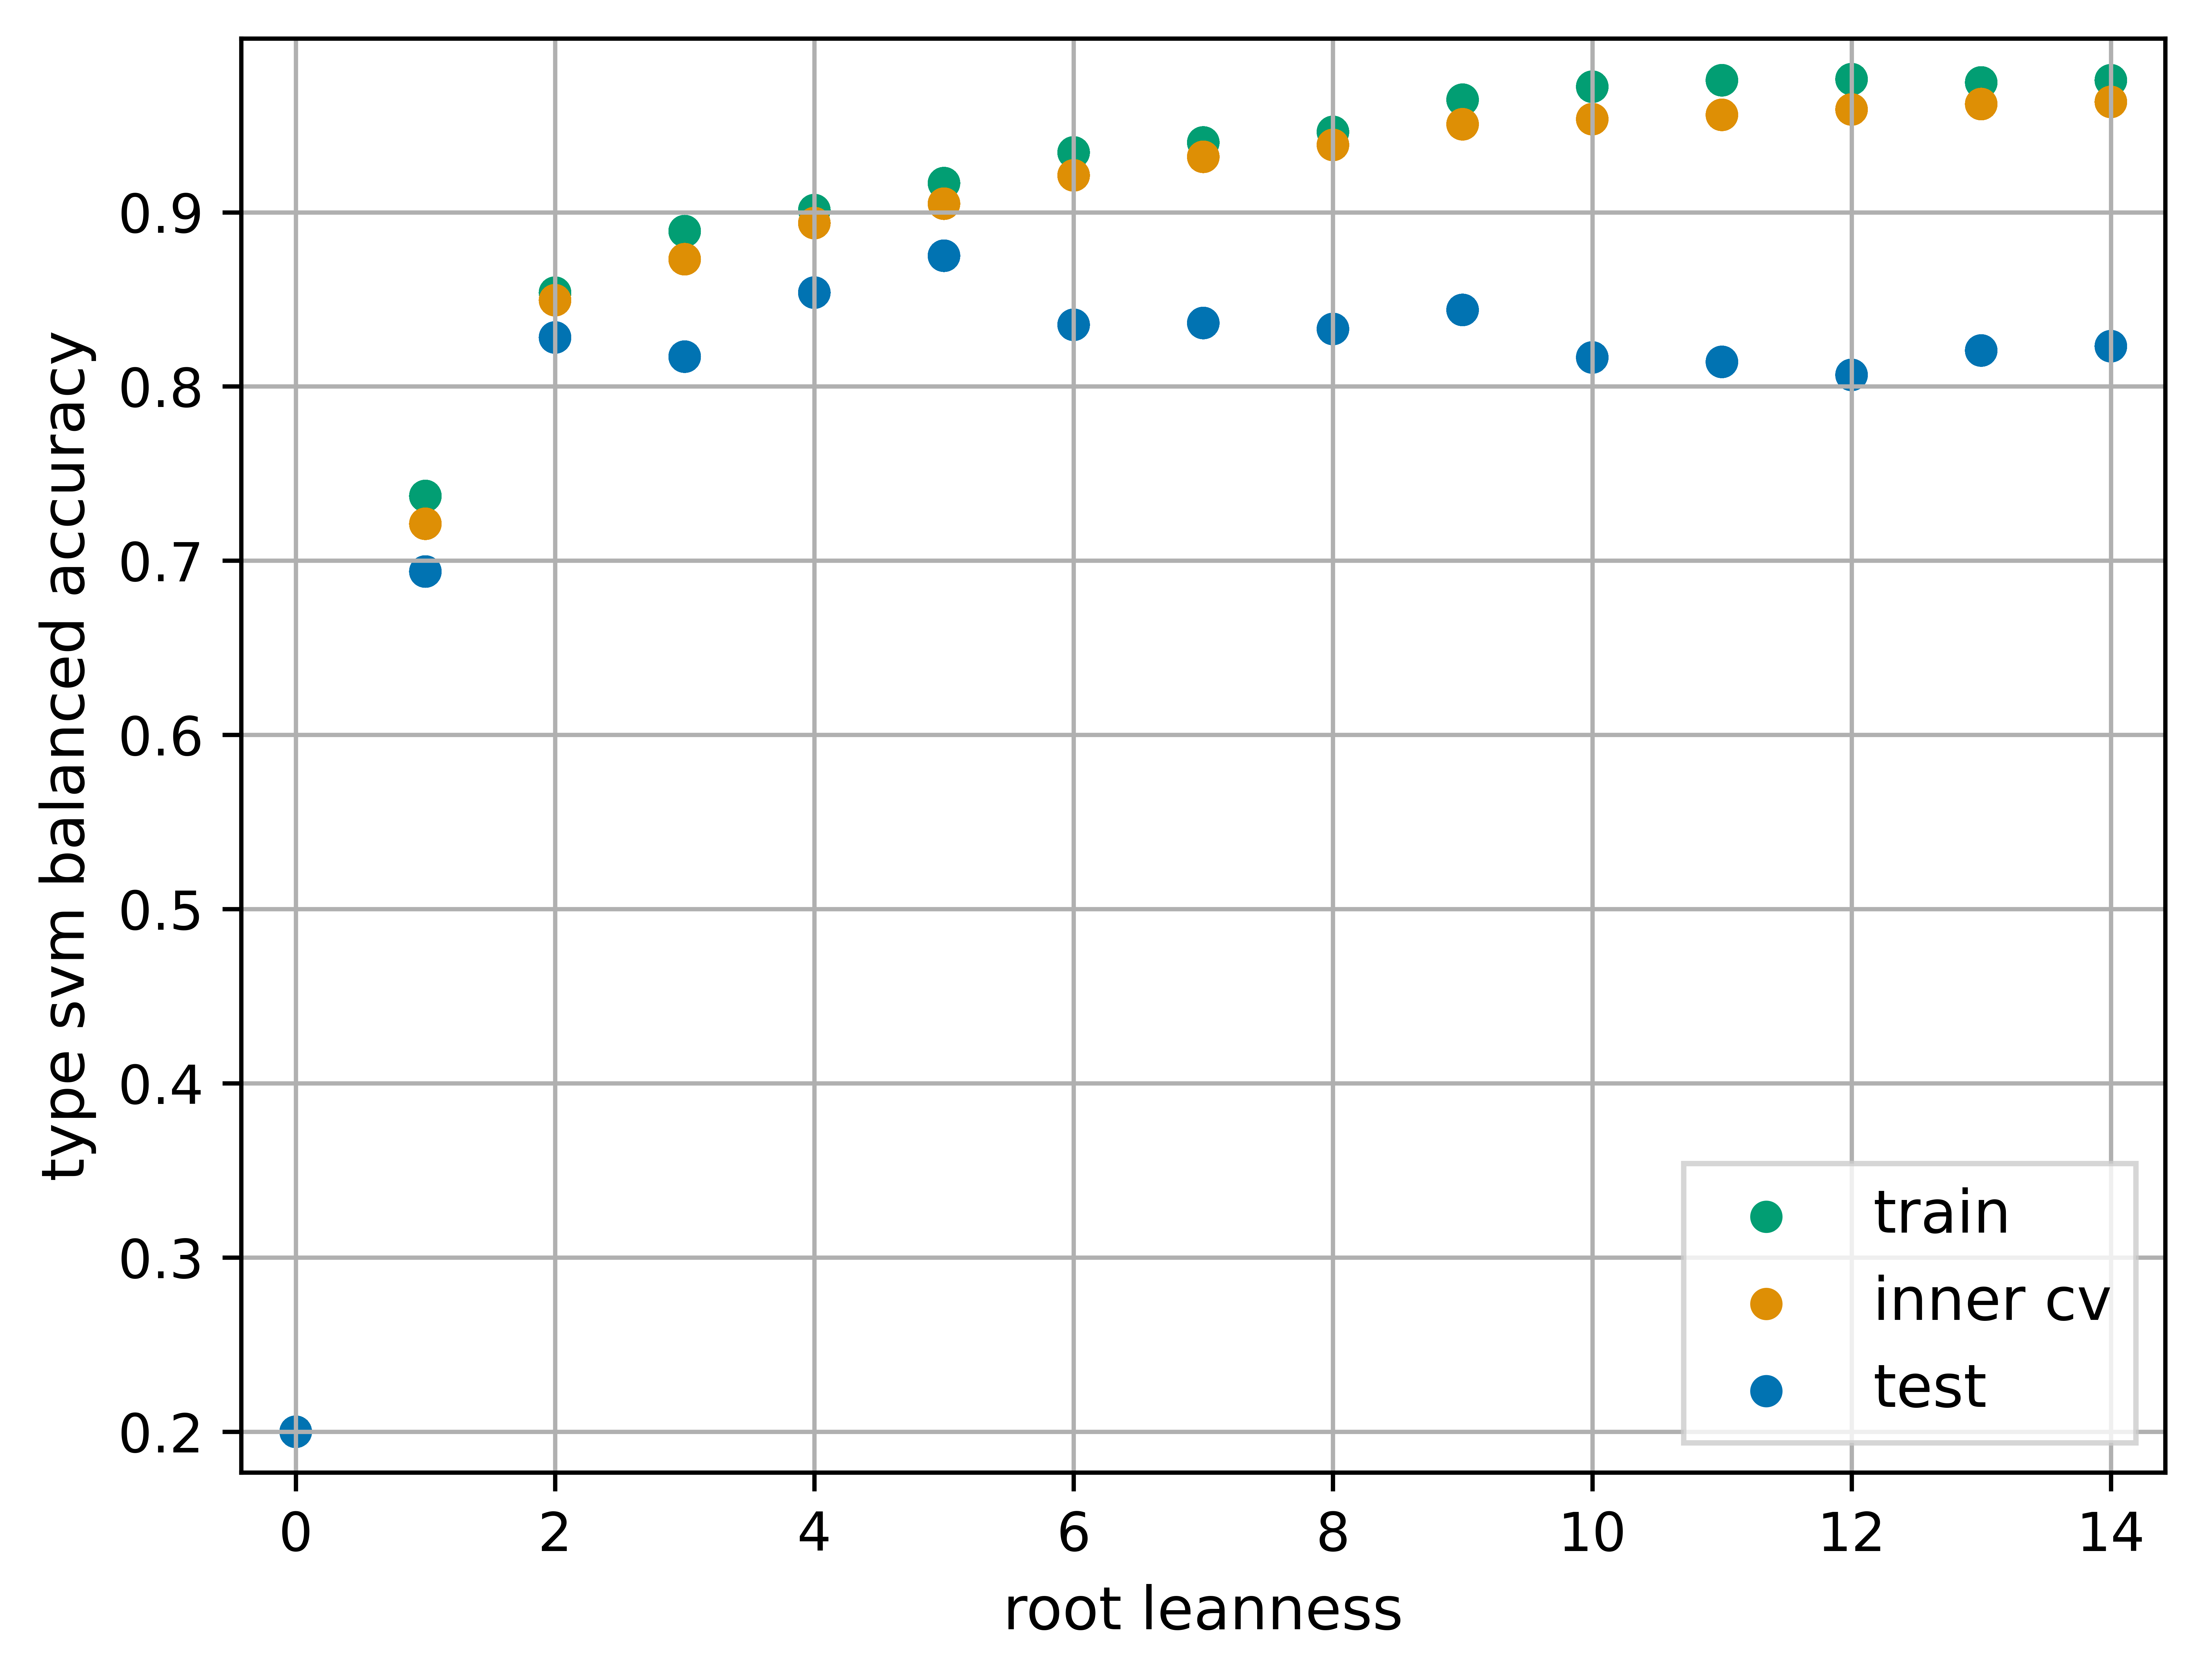 type svm balanced accuracy
0.9
0.8
0.7
0.6
0.5
0.4
0.3
0.2
train
inner cv
test
0 2 4 6 8 10 12 14
root leanness